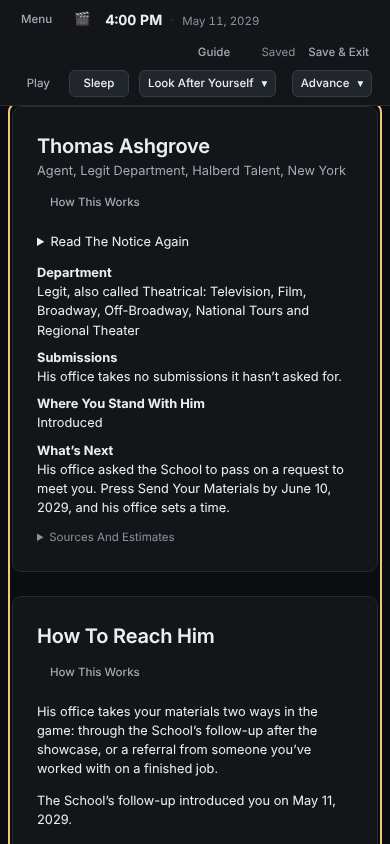 Menu 🎬 4:00 PM · May 11, 2029
Guide Saved Save & Exit
Play Sleep Look After Yourself ▾ Advance ▾
Thomas Ashgrove
Agent, Legit Department, Halberd Talent, New York
How This Works
▶ Read The Notice Again
Department
Legit, also called Theatrical: Television, Film,
Broadway, Off-Broadway, National Tours and
Regional Theater
Submissions
His office takes no submissions it hasn’t asked for.
Where You Stand With Him
Introduced
What’s Next
His office asked the School to pass on a request to
meet you. Press Send Your Materials by June 10,
2029, and his office sets a time.
▶ Sources And Estimates
How To Reach Him
How This Works
His office takes your materials two ways in the
game: through the School’s follow-up after the
showcase, or a referral from someone you’ve
worked with on a finished job.
The School’s follow-up introduced you on May 11,
2029.